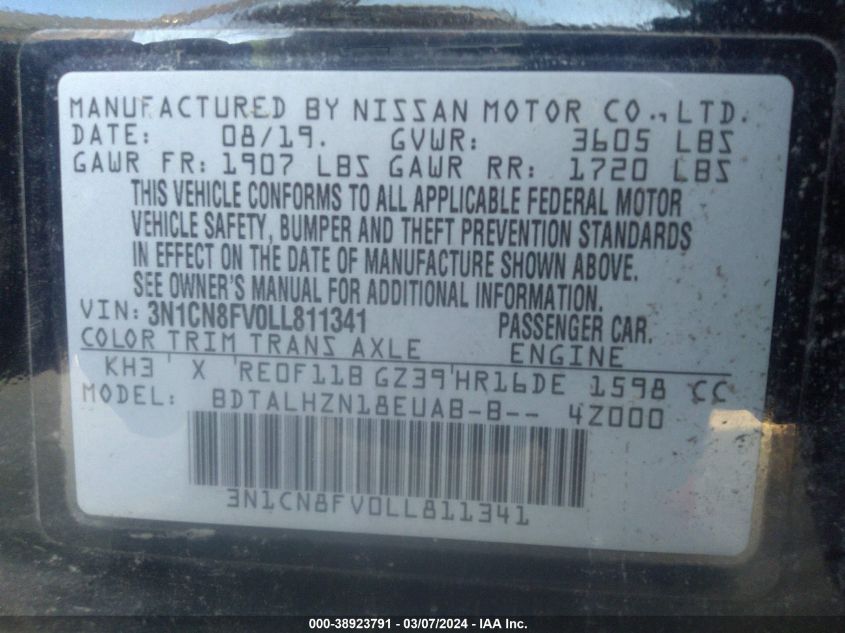 MANUFACTURED BY NISSAN MOTOR CO., LTD.
DATE: 08/19. GVWR: 3605 LBS
GAWR FR: 1907 LBS GAWR RR: 1720 LBS
THIS VEHICLE CONFORMS TO ALL APPLICABLE FEDERAL MOTOR
VEHICLE SAFETY, BUMPER AND THEFT PREVENTION STANDARDS
IN EFFECT ON THE DATE OF MANUFACTURE SHOWN ABOVE.
SEE OWNER'S MANUAL FOR ADDITIONAL INFORMATION.
VIN: 3N1CN8FV0LL811341 PASSENGER CAR.
COLOR TRIM TRANS AXLE ENGINE
KH3 ' X 'RE0F11B GZ39'HR16DE 1598 CC
MODEL: BDTALHZN18EUAB-B-- 4Z000
3N1CN8FV0LL811341
000-38923791 - 03/07/2024 - IAA Inc.